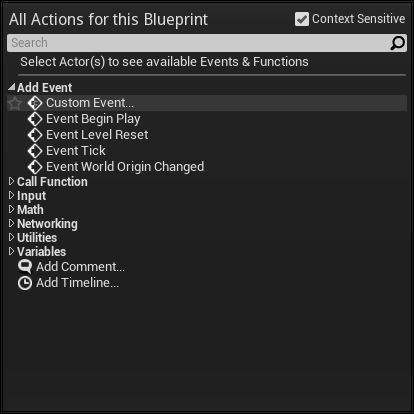 All Actions for this Blueprint
Context Sensitive
Search
Select Actor(s) to see available Events & Functions
Add Event
Custom Event...
Event Begin Play
Event Level Reset
Event Tick
Event World Origin Changed
Call Function
Input
Math
Networking
Utilities
Variables
Add Comment...
Add Timeline...